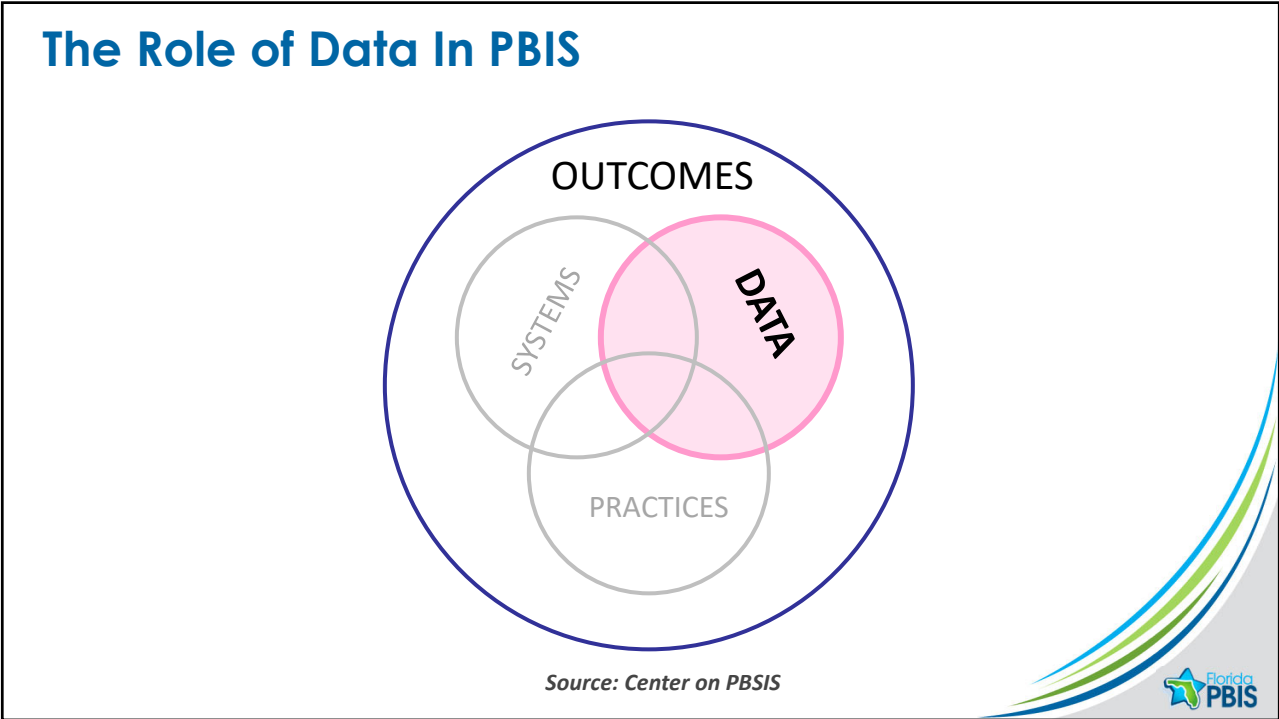 The Role of Data In PBIS
OUTCOMES
SYSTEMS
DATA
PRACTICES
Source: Center on PBSIS
Florida
PBIS